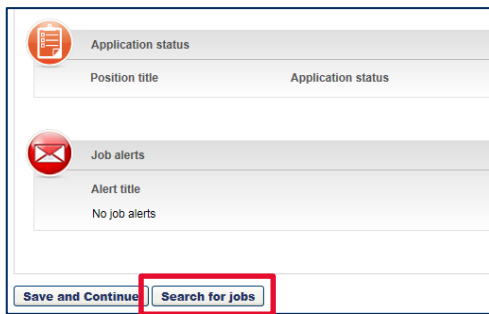 Application status
Position title Application status
Job alerts
Alert title
No job alerts
Save and Continue Search for jobs